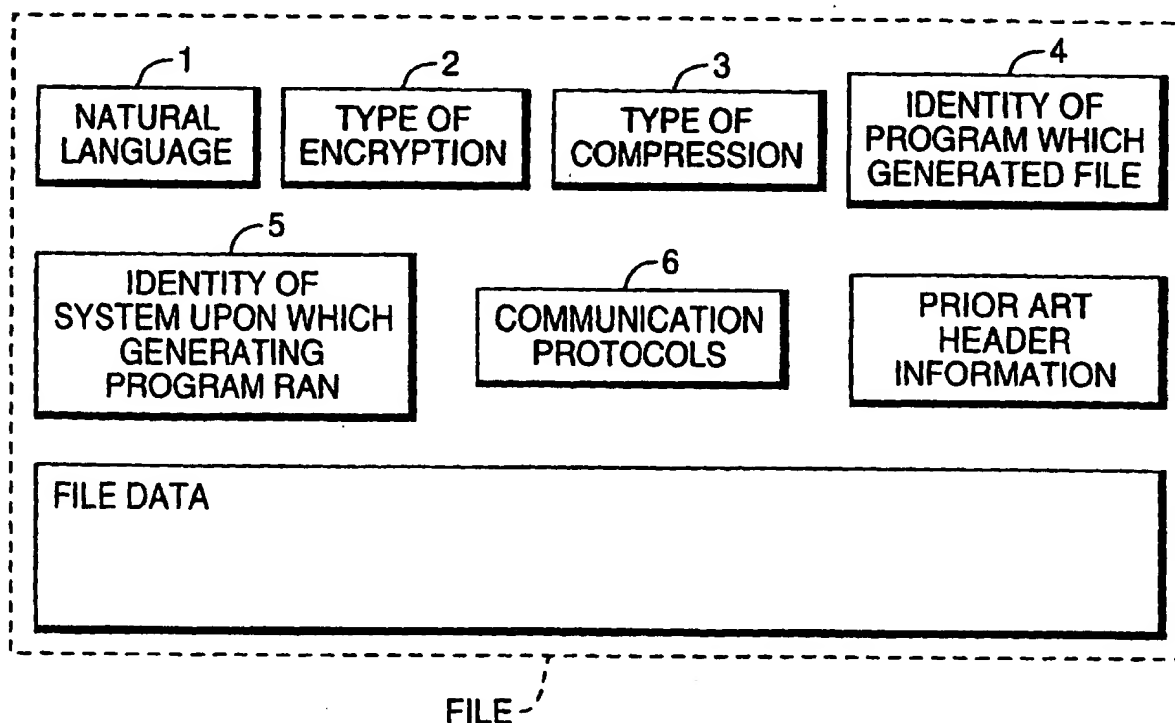 1
NATURAL
LANGUAGE
2
TYPE OF
ENCRYPTION
3
TYPE OF
COMPRESSION
4
IDENTITY OF
PROGRAM WHICH
GENERATED FILE
5
IDENTITY OF
SYSTEM UPON WHICH
GENERATING
PROGRAM RAN
6
COMMUNICATION
PROTOCOLS
PRIOR ART
HEADER
INFORMATION
FILE DATA
FILE